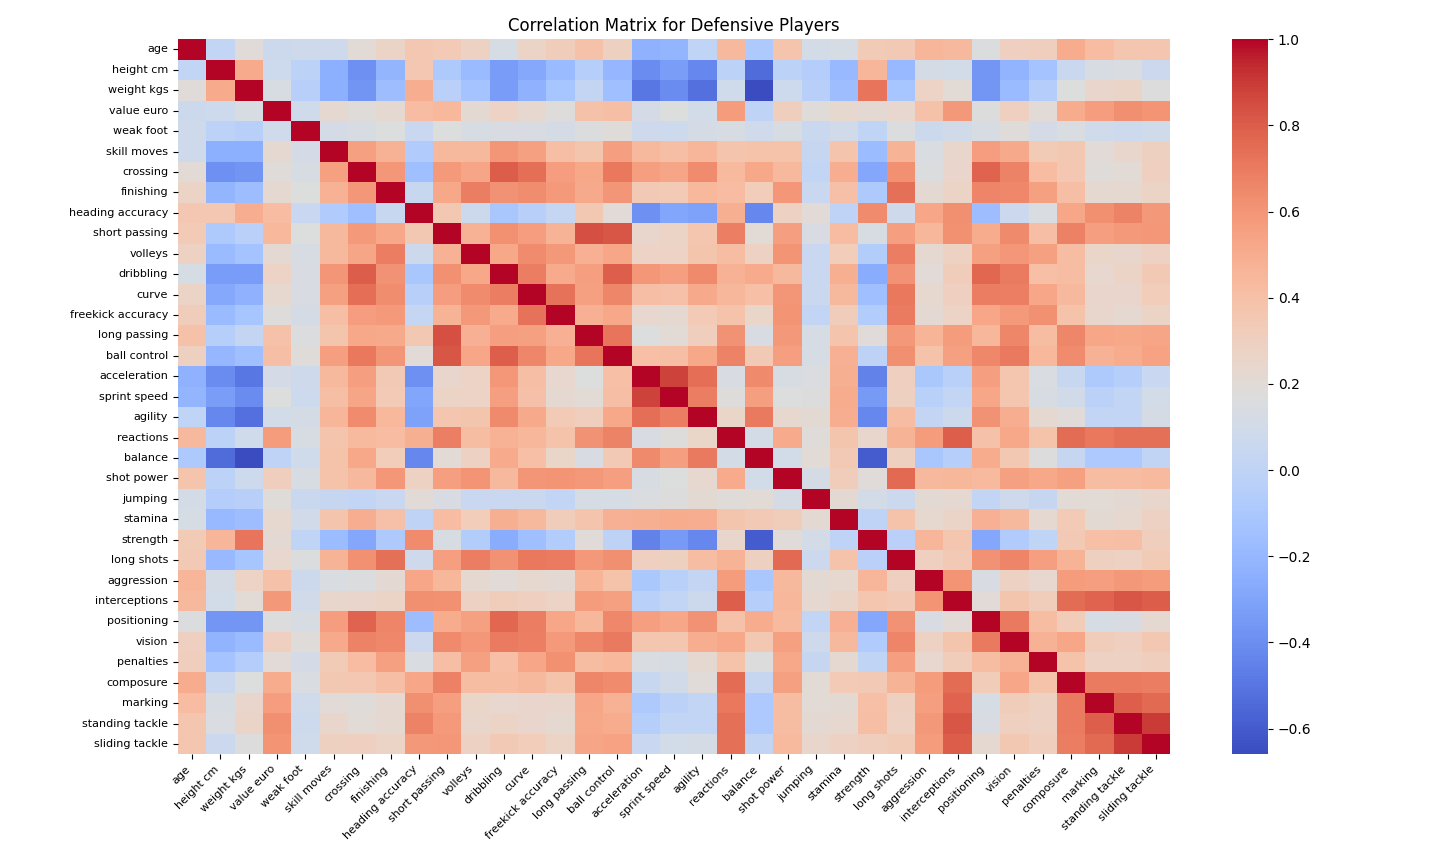 Correlation Matrix for Defensive Players
age
height cm
weight kgs
value euro
weak foot
skill moves
crossing
finishing
heading accuracy
short passing
volleys
dribbling
curve
freekick accuracy
long passing
ball control
acceleration
sprint speed
agility
reactions
balance
shot power
jumping
stamina
strength
long shots
aggression
interceptions
positioning
vision
penalties
composure
marking
standing tackle
sliding tackle
age
height cm
weight kgs
value euro
weak foot
skill moves
crossing
finishing
heading accuracy
short passing
volleys
dribbling
curve
freekick accuracy
long passing
ball control
acceleration
sprint speed
agility
reactions
balance
shot power
jumping
stamina
strength
long shots
aggression
interceptions
positioning
vision
penalties
composure
marking
standing tackle
sliding tackle
1.0
0.8
0.6
0.4
0.2
0.0
−0.2
−0.4
−0.6